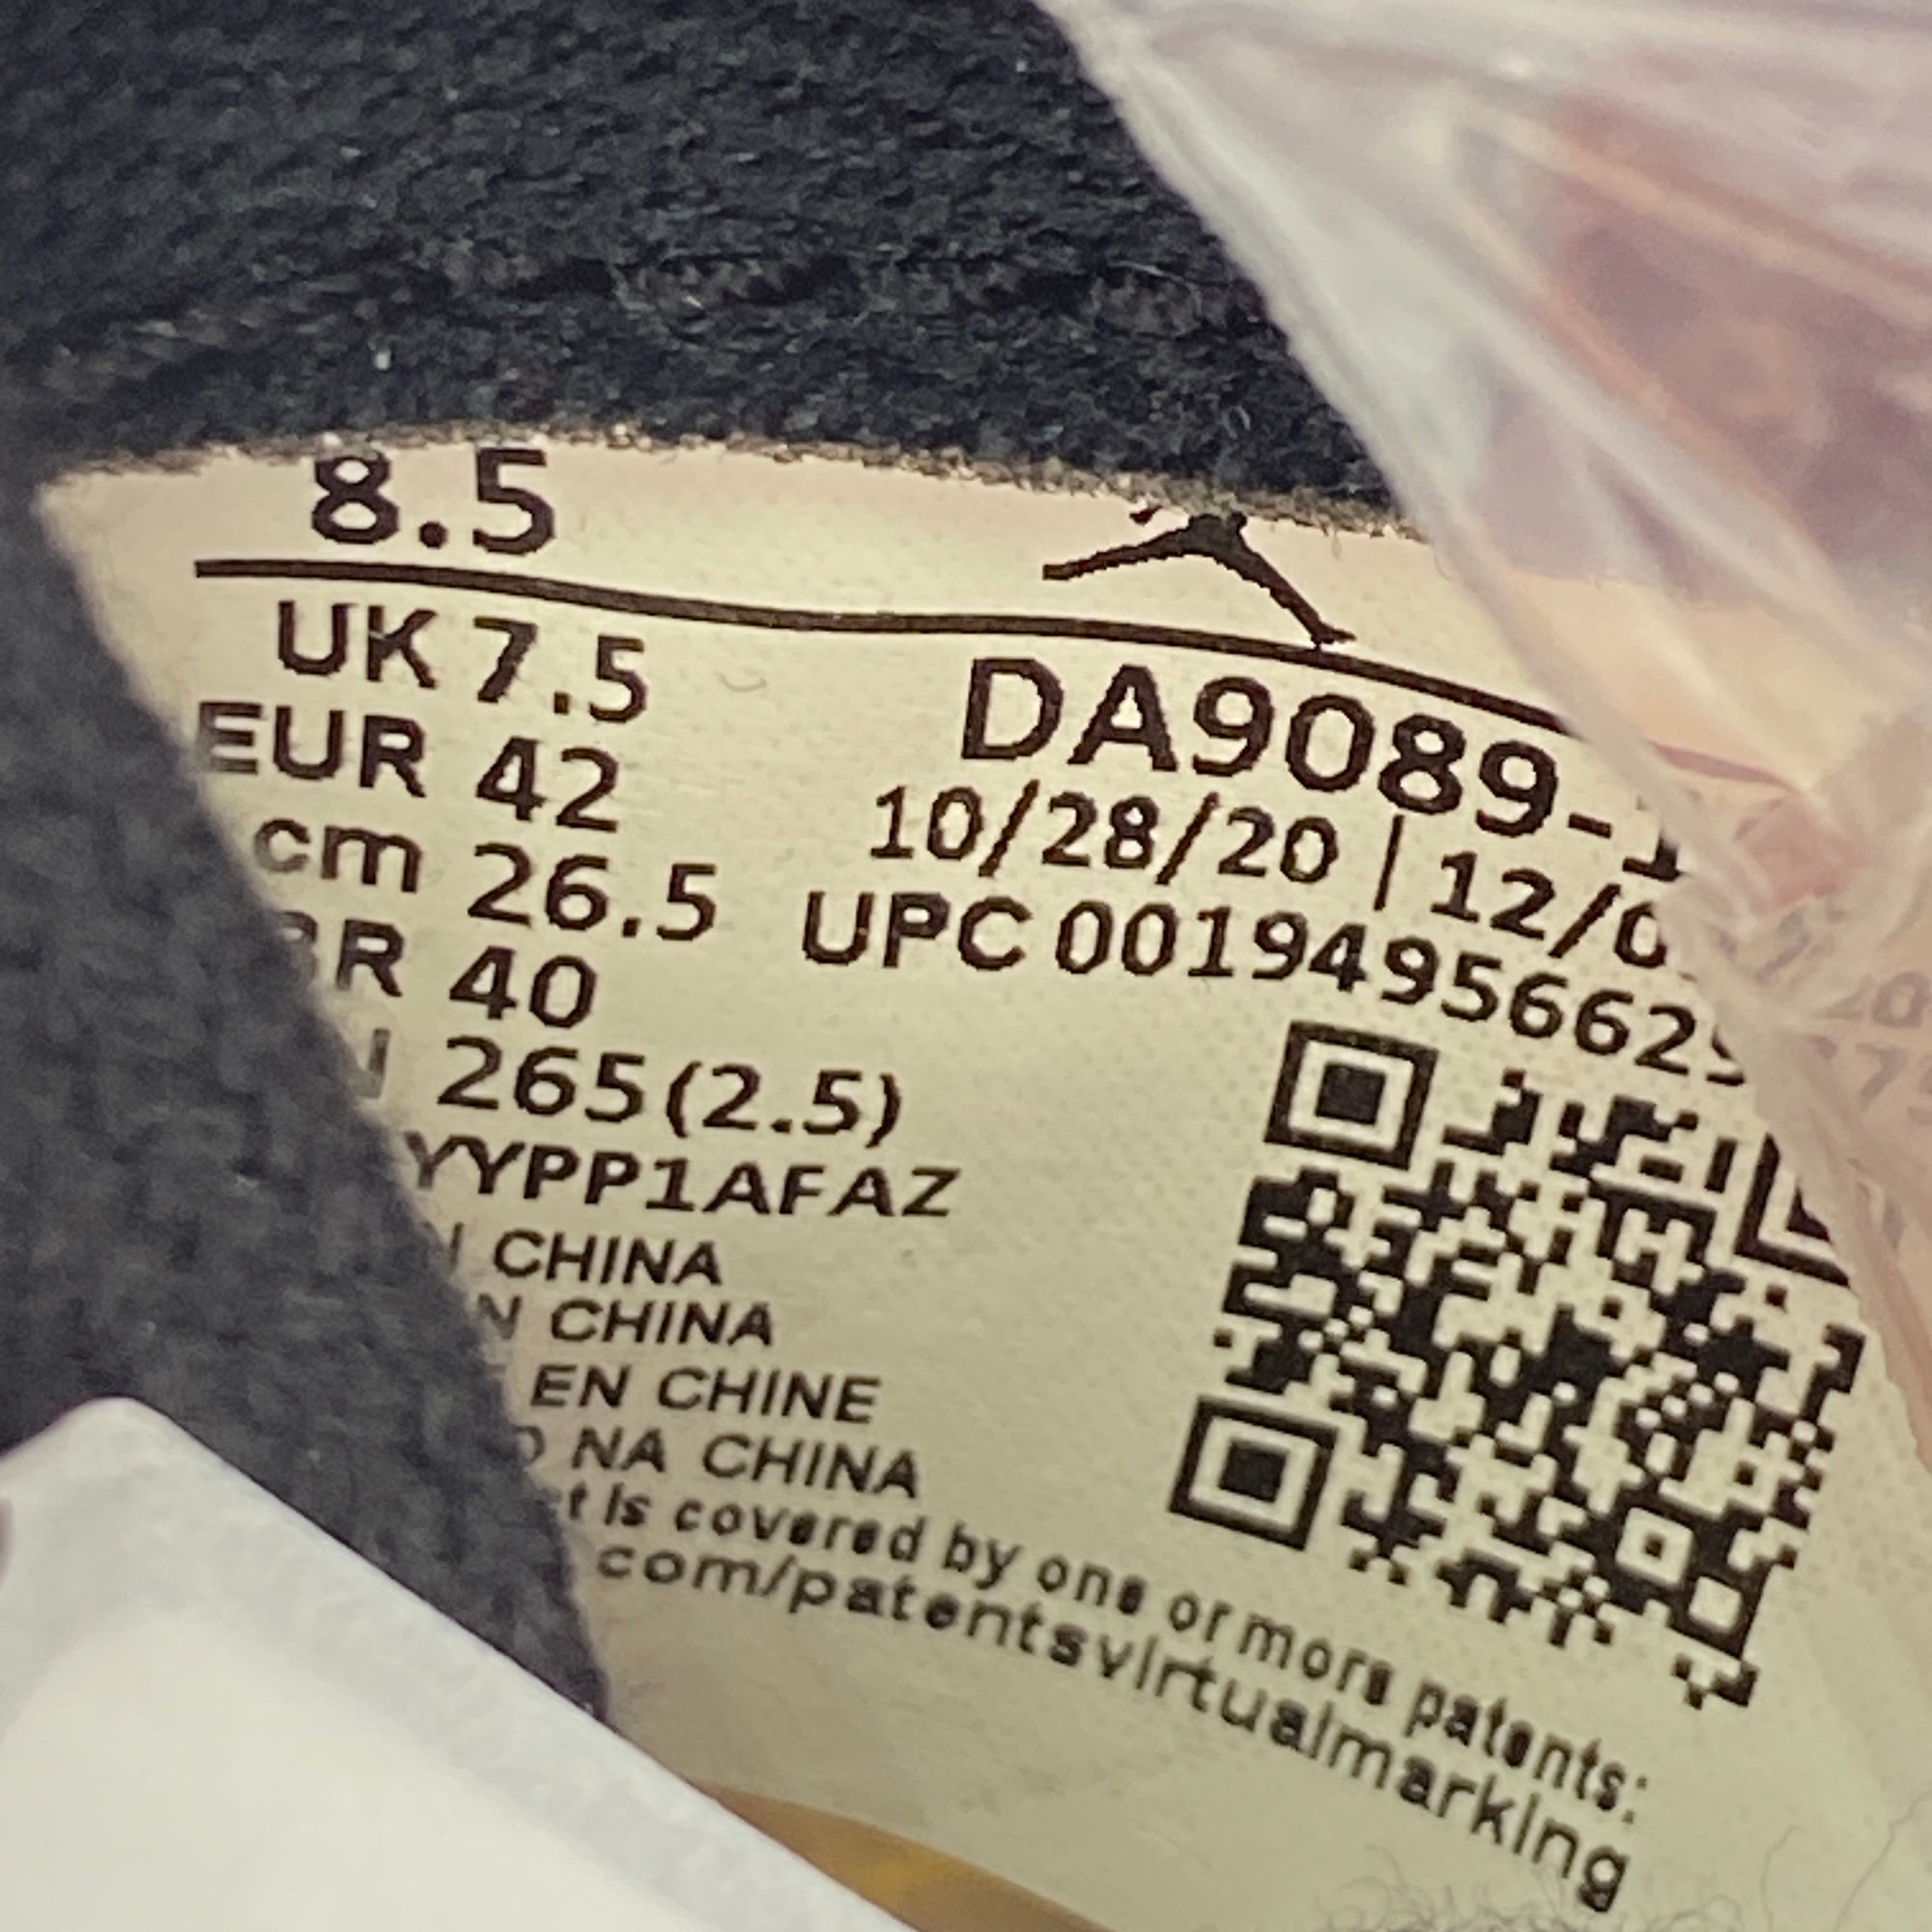 8.5
UK 7.5
EUR 42
cm 26.5
BR 40
265(2.5)
YYPP1AFAZ
CHINA
CHINA
EN CHINE
NA CHINA
is covered by one or more patents:
com/patentsvirtualmarking
DA9089-1
10/28/20 | 12/0
UPC 00194956629